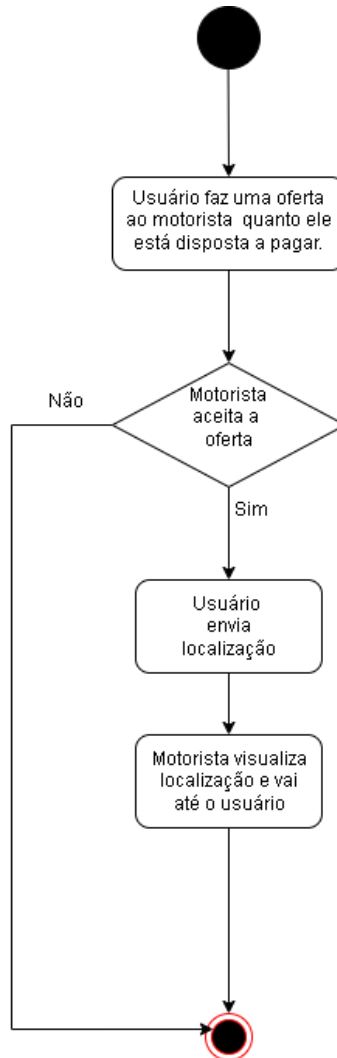 Usuário faz uma oferta
ao motorista  quanto ele
está disposta a pagar.
Motorista
aceita a
oferta
Não
Sim
Usuário
envia
localização
Motorista visualiza
localização e vai
até o usuário